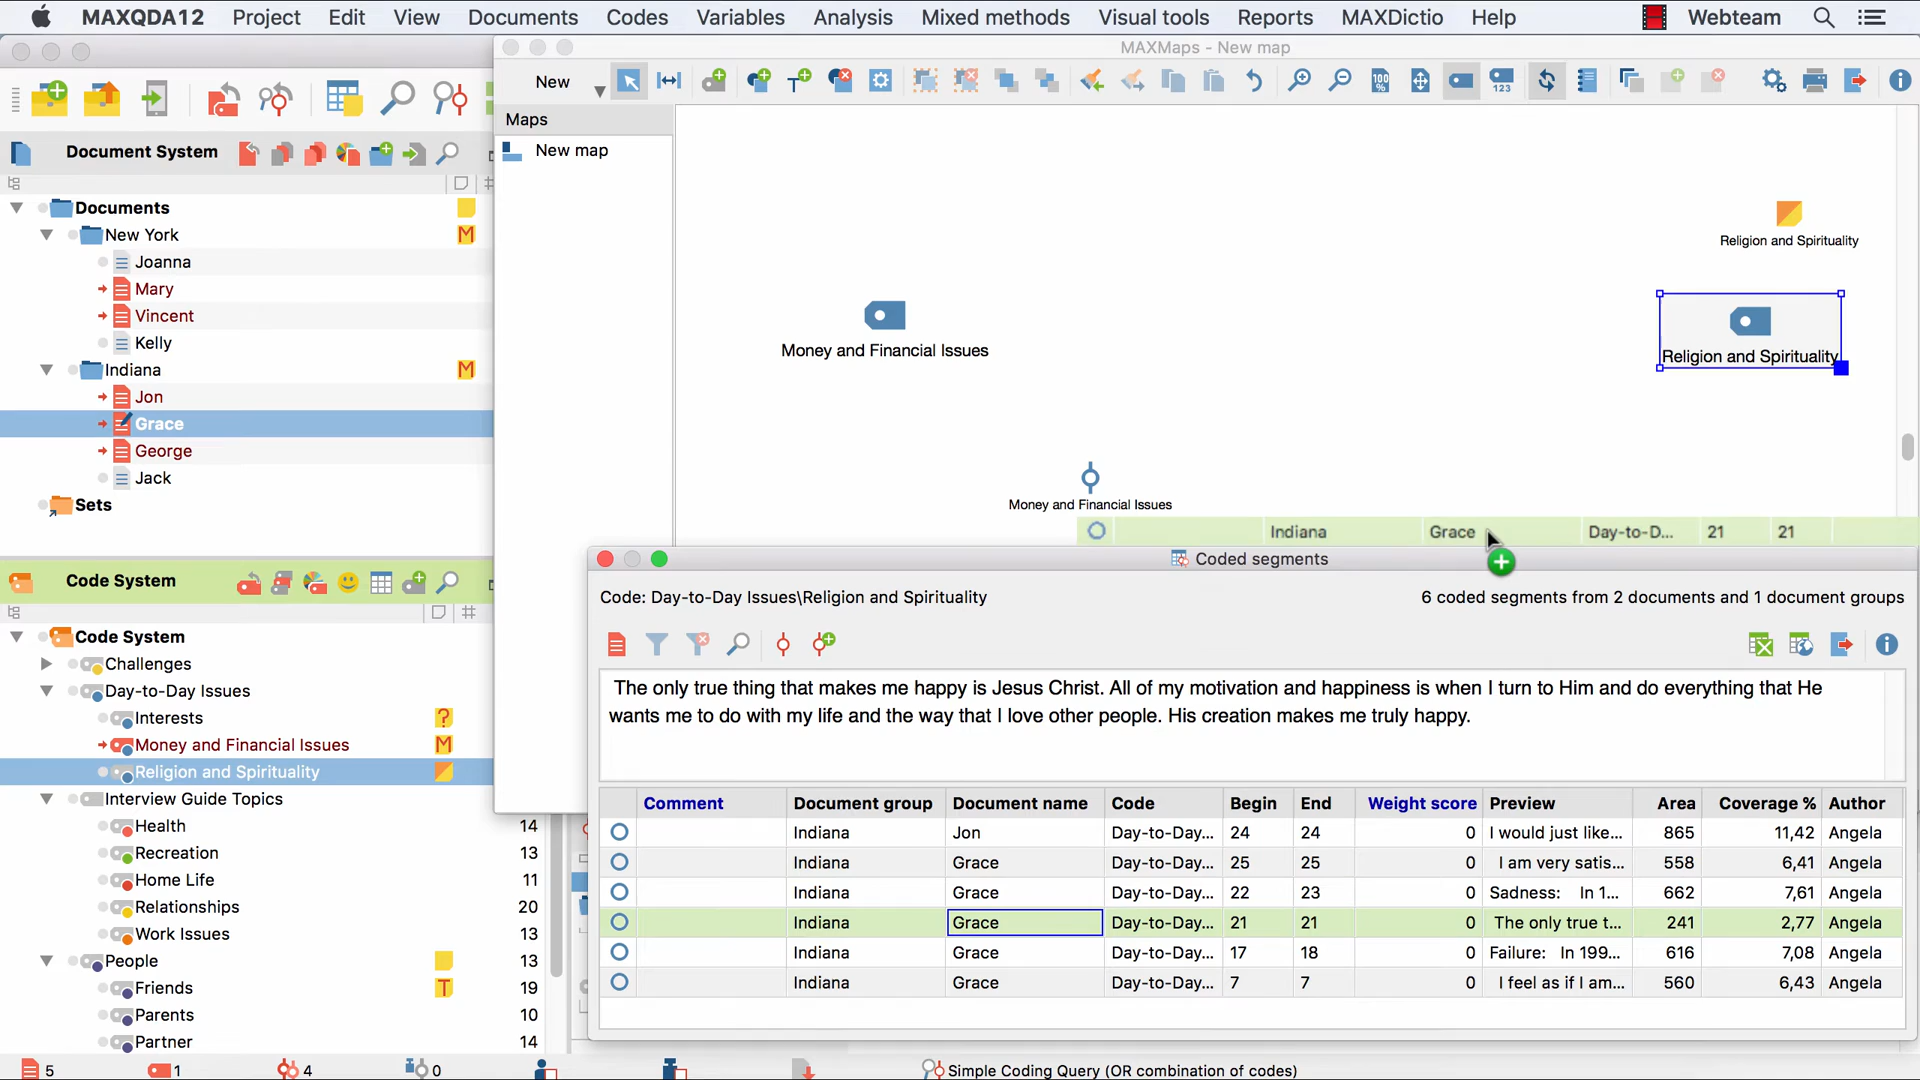 MAXQDA12 Project Edit View Documents Codes Variables Analysis Mixed methods Visual tools Reports MAXDictio Help Webteam
MAXMaps - New map
New
100 %
123
Maps
New map
Document System
Documents
New York
Joanna
Mary
Vincent
Kelly
Indiana
Jon
Grace
George
Jack
Sets
Religion and Spirituality
Money and Financial Issues
Religion and Spirituality
Money and Financial Issues
Indiana Grace Day-to-D... 21 21
Code System
Code System
Challenges
Day-to-Day Issues
Interests
Money and Financial Issues
Religion and Spirituality
Interview Guide Topics
Health 14
Recreation 13
Home Life 11
Relationships 20
Work Issues 13
People 13
Friends 19
Parents 10
Partner 14
Coded segments
Code: Day-to-Day Issues\Religion and Spirituality
6 coded segments from 2 documents and 1 document groups
The only true thing that makes me happy is Jesus Christ. All of my motivation and happiness is when I turn to Him and do everything that He
wants me to do with my life and the way that I love other people. His creation makes me truly happy.
Comment Document group Document name Code Begin End Weight score Preview Area Coverage % Author
Indiana Jon Day-to-Day... 24 24 0 I would just like... 865 11,42 Angela
Indiana Grace Day-to-Day... 25 25 0 I am very satis... 558 6,41 Angela
Indiana Grace Day-to-Day... 22 23 0 Sadness: In 1... 662 7,61 Angela
Indiana Grace Day-to-Day... 21 21 0 The only true t... 241 2,77 Angela
Indiana Grace Day-to-Day... 17 18 0 Failure: In 199... 616 7,08 Angela
Indiana Grace Day-to-Day... 7 7 0 I feel as if I am... 560 6,43 Angela
5 1 4 0 Simple Coding Query (OR combination of codes)